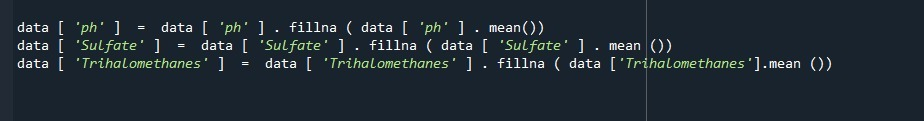 data [ 'ph' ] = data [ 'ph' ] . fillna ( data [ 'ph' ] . mean())
data [ 'Sulfate' ] = data [ 'Sulfate' ] . fillna ( data [ 'Sulfate' ] . mean ())
data [ 'Trihalomethanes' ] = data [ 'Trihalomethanes' ] . fillna ( data ['Trihalomethanes'].mean ())